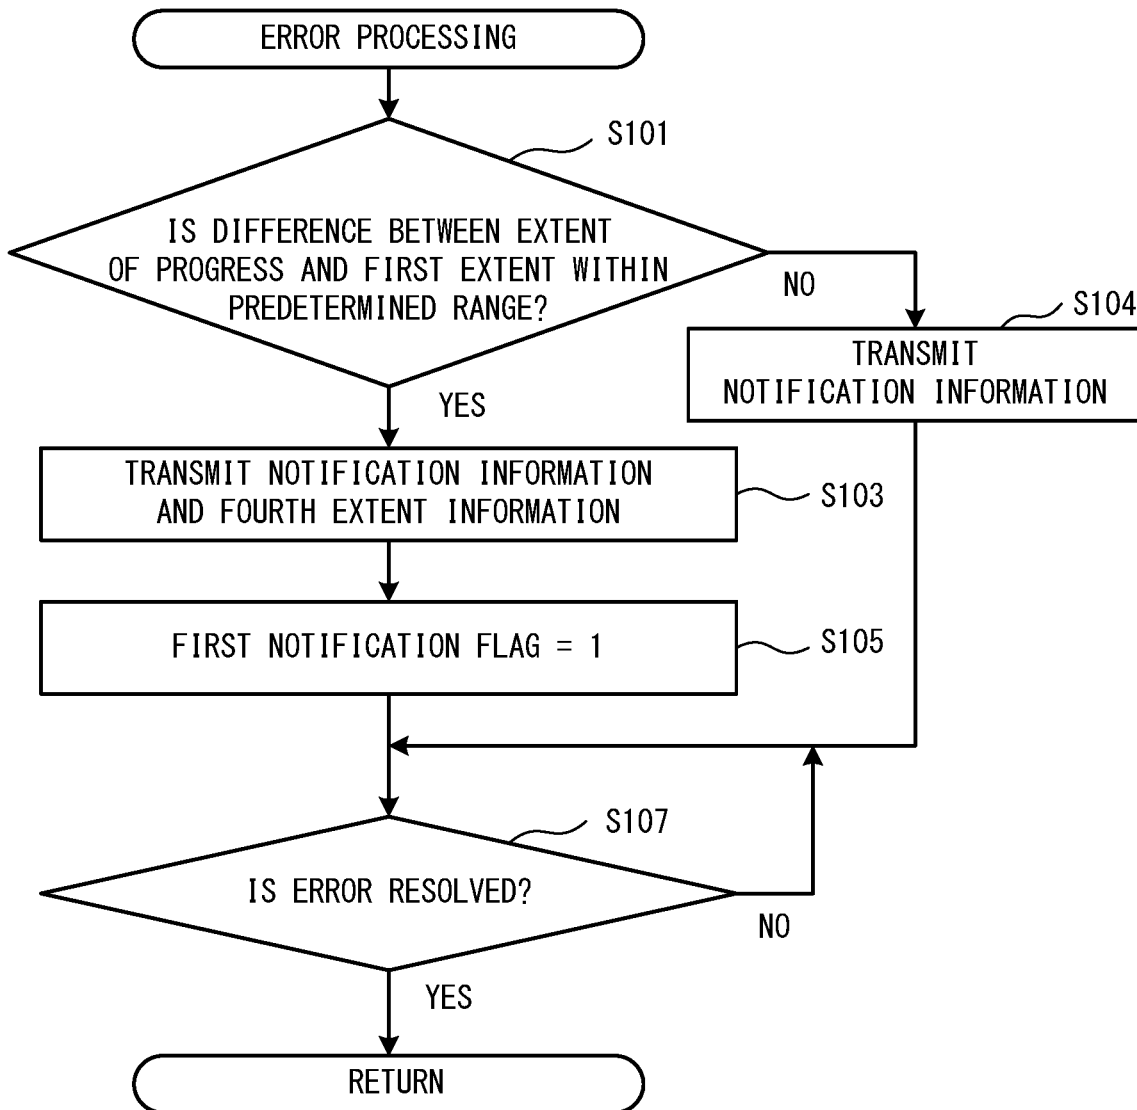 ERROR PROCESSING
S101
IS DIFFERENCE BETWEEN EXTENT
OF PROGRESS AND FIRST EXTENT WITHIN
PREDETERMINED RANGE?
NO
S104
TRANSMIT
NOTIFICATION INFORMATION
YES
TRANSMIT NOTIFICATION INFORMATION
AND FOURTH EXTENT INFORMATION
S103
FIRST NOTIFICATION FLAG = 1
S105
S107
IS ERROR RESOLVED?
NO
YES
RETURN